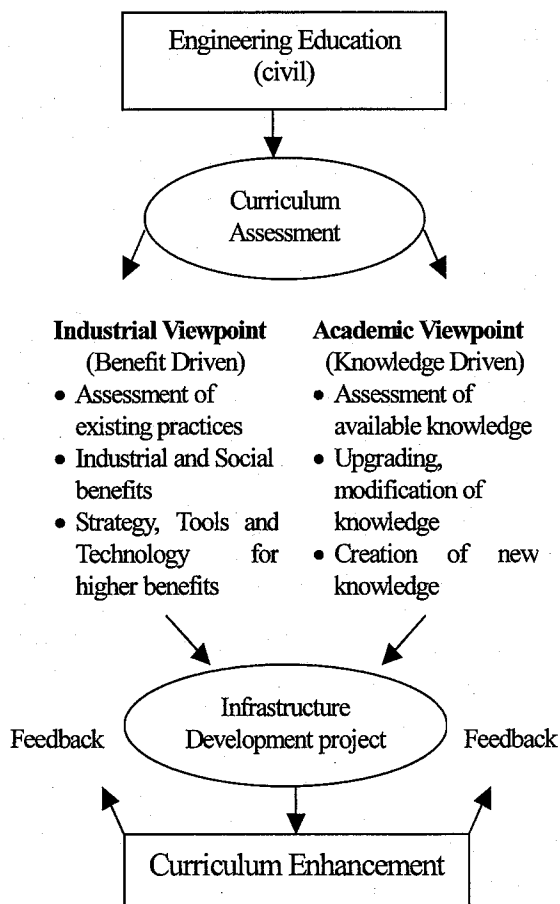 Engineering Education
(civil)
Curriculum
Assessment
Industrial Viewpoint
(Benefit Driven)
• Assessment of
existing practices
• Industrial and Social
benefits
• Strategy, Tools and
Technology for
higher benefits
Academic Viewpoint
(Knowledge Driven)
• Assessment of
available knowledge
• Upgrading,
modification of
knowledge
• Creation of new
knowledge
Infrastructure
Development project
Feedback
Feedback
Curriculum Enhancement